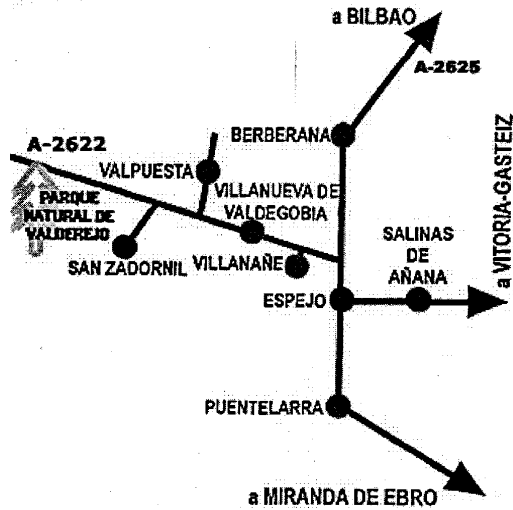 a BILBAO
A-2625
BERBERANA
A-2622
VALPUESTA
VILLANUEVA DE
VALDEGOBIA
PARQUE
NATURAL DE
VALDEREJO
SAN ZADORNIL
VILLANAÑE
SALINAS
DE
AÑANA
a VITORIA-GASTEIZ
ESPEJO
PUENTELARRA
a MIRANDA DE EBRO